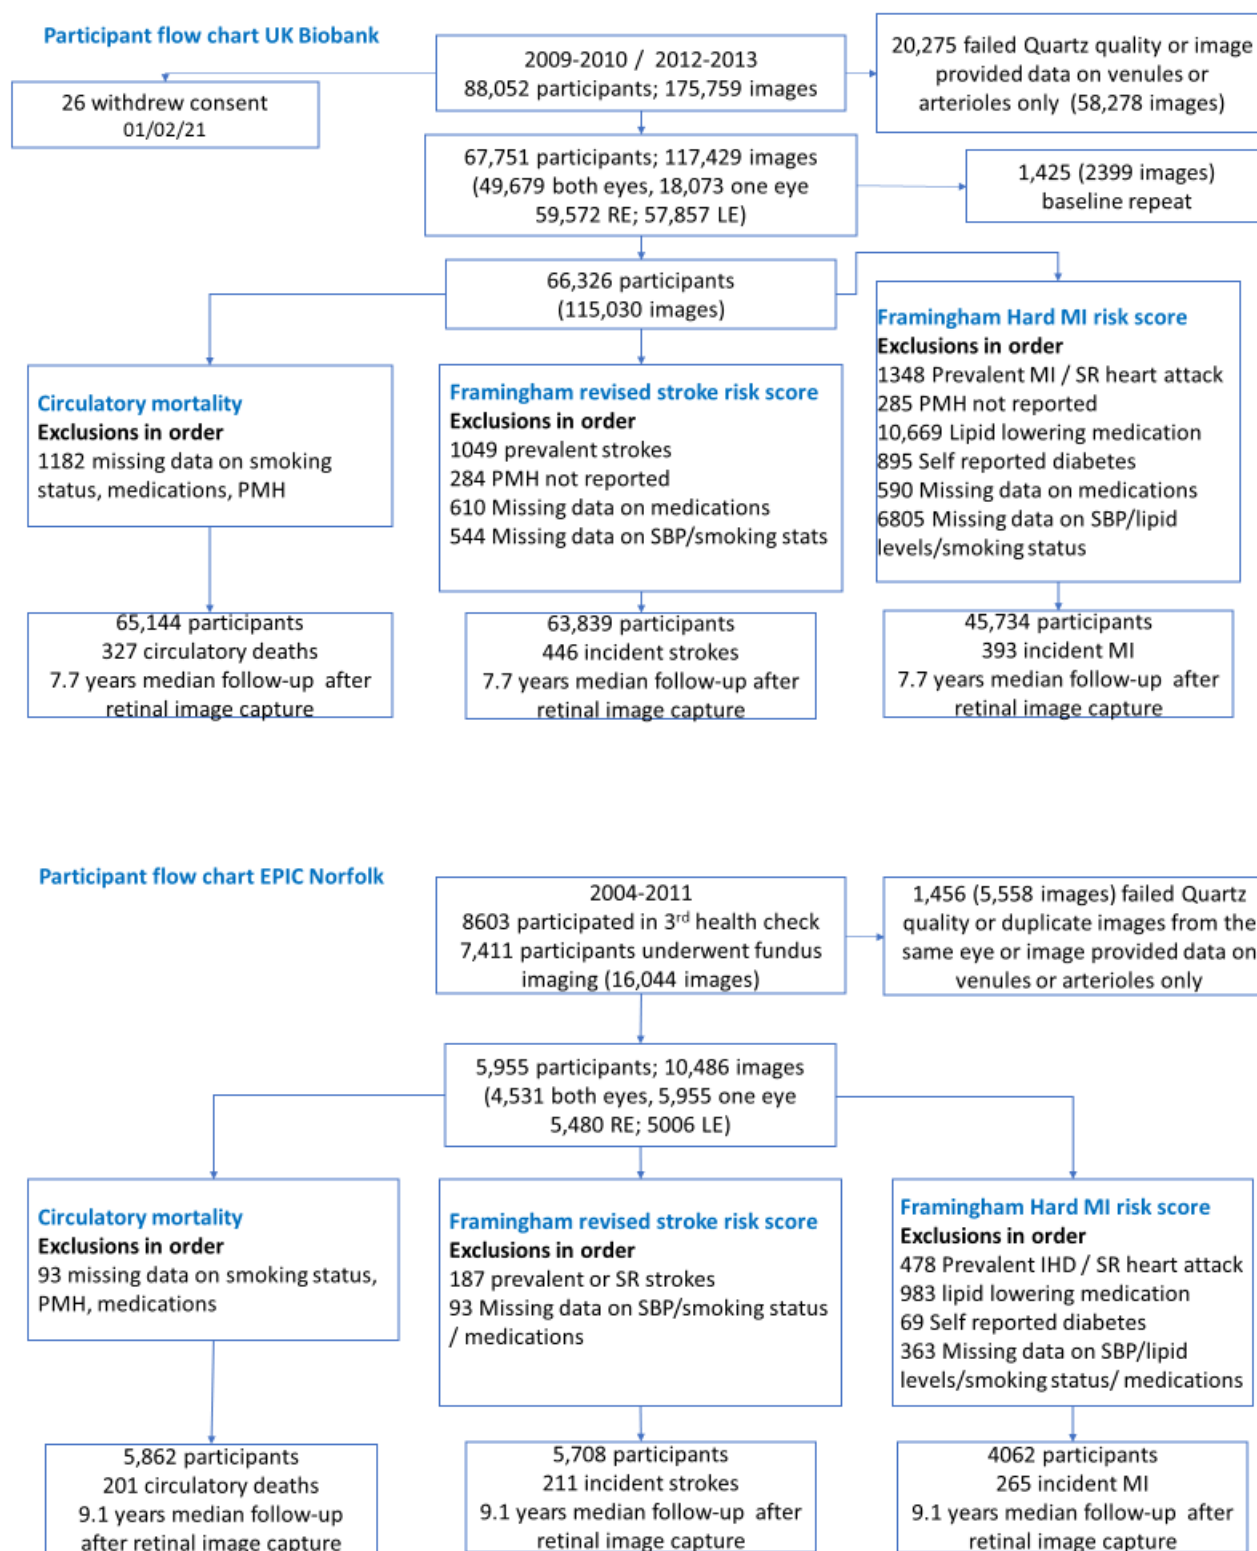 Participant flow chart UK Biobank
2009-2010 / 2012-2013
88,052 participants; 175,759 images
20,275 failed Quartz quality or image
provided data on venules or
arterioles only (58,278 images)
26 withdrew consent
01/02/21
67,751 participants; 117,429 images
(49,679 both eyes, 18,073 one eye
59,572 RE; 57,857 LE)
1,425 (2399 images)
baseline repeat
66,326 participants
(115,030 images)
Circulatory mortality
Exclusions in order
1182 missing data on smoking
status, medications, PMH
Framingham revised stroke risk score
Exclusions in order
1049 prevalent strokes
284 PMH not reported
610 Missing data on medications
544 Missing data on SBP/smoking stats
Framingham Hard MI risk score
Exclusions in order
1348 Prevalent MI / SR heart attack
285 PMH not reported
10,669 Lipid lowering medication
895 Self reported diabetes
590 Missing data on medications
6805 Missing data on SBP/lipid
levels/smoking status
65,144 participants
327 circulatory deaths
7.7 years median follow-up after
retinal image capture
63,839 participants
446 incident strokes
7.7 years median follow-up after
retinal image capture
45,734 participants
393 incident MI
7.7 years median follow-up after
retinal image capture
Participant flow chart EPIC Norfolk
2004-2011
8603 participated in 3rd health check
7,411 participants underwent fundus
imaging (16,044 images)
1,456 (5,558 images) failed Quartz
quality or duplicate images from the
same eye or image provided data on
venules or arterioles only
5,955 participants; 10,486 images
(4,531 both eyes, 5,955 one eye
5,480 RE; 5006 LE)
Circulatory mortality
Exclusions in order
93 missing data on smoking status,
PMH, medications
Framingham revised stroke risk score
Exclusions in order
187 prevalent or SR strokes
93 Missing data on SBP/smoking status
/ medications
Framingham Hard MI risk score
Exclusions in order
478 Prevalent IHD / SR heart attack
983 lipid lowering medication
69 Self reported diabetes
363 Missing data on SBP/lipid
levels/smoking status/ medications
5,862 participants
201 circulatory deaths
9.1 years median follow-up
after retinal image capture
5,708 participants
211 incident strokes
9.1 years median follow-up after
retinal image capture
4062 participants
265 incident MI
9.1 years median follow-up after
retinal image capture